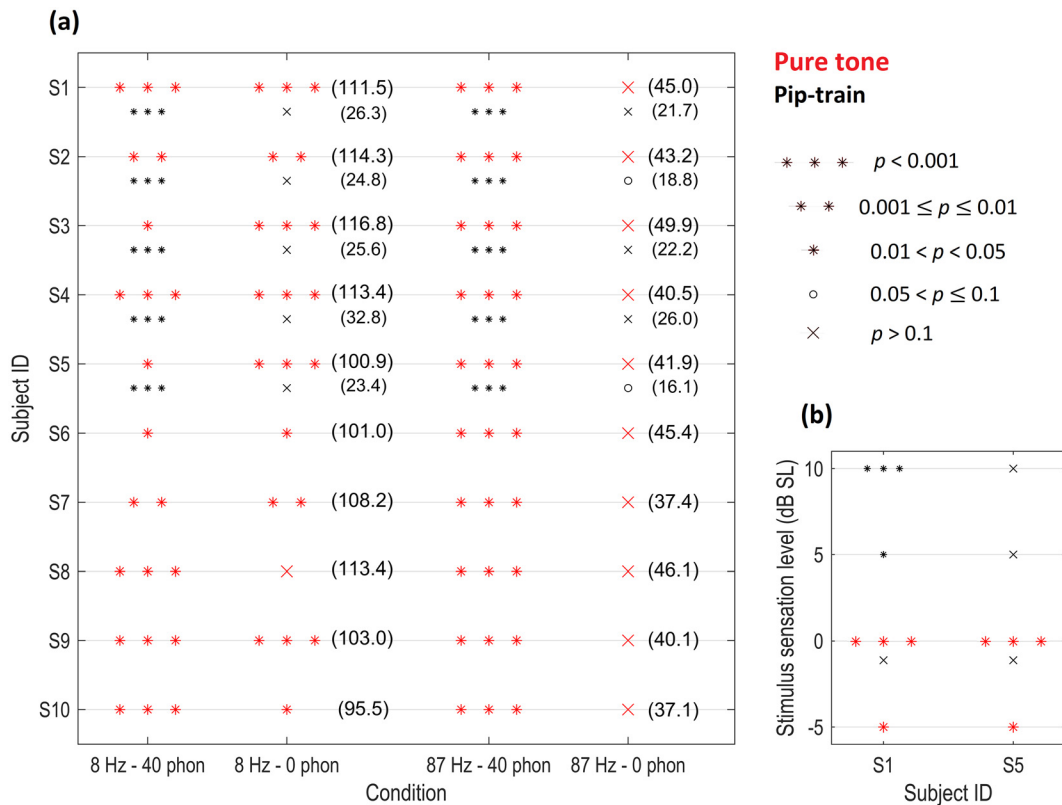 (a)
Subject ID
S1 (111.5) (45.0)
(26.3) (21.7)
S2 (114.3) (43.2)
(24.8) (18.8)
S3 (116.8) (49.9)
(25.6) (22.2)
S4 (113.4) (40.5)
(32.8) (26.0)
S5 (100.9) (41.9)
(23.4) (16.1)
S6 (101.0) (45.4)
S7 (108.2) (37.4)
S8 (113.4) (46.1)
S9 (103.0) (40.1)
S10 (95.5) (37.1)
8 Hz - 40 phon 8 Hz - 0 phon 87 Hz - 40 phon 87 Hz - 0 phon
Condition
Pure tone
Pip-train
p < 0.001
0.001 ≤ p ≤ 0.01
0.01 < p < 0.05
0.05 < p ≤ 0.1
p > 0.1
(b)
Stimulus sensation level (dB SL)
10
5
0
-5
S1 S5
Subject ID